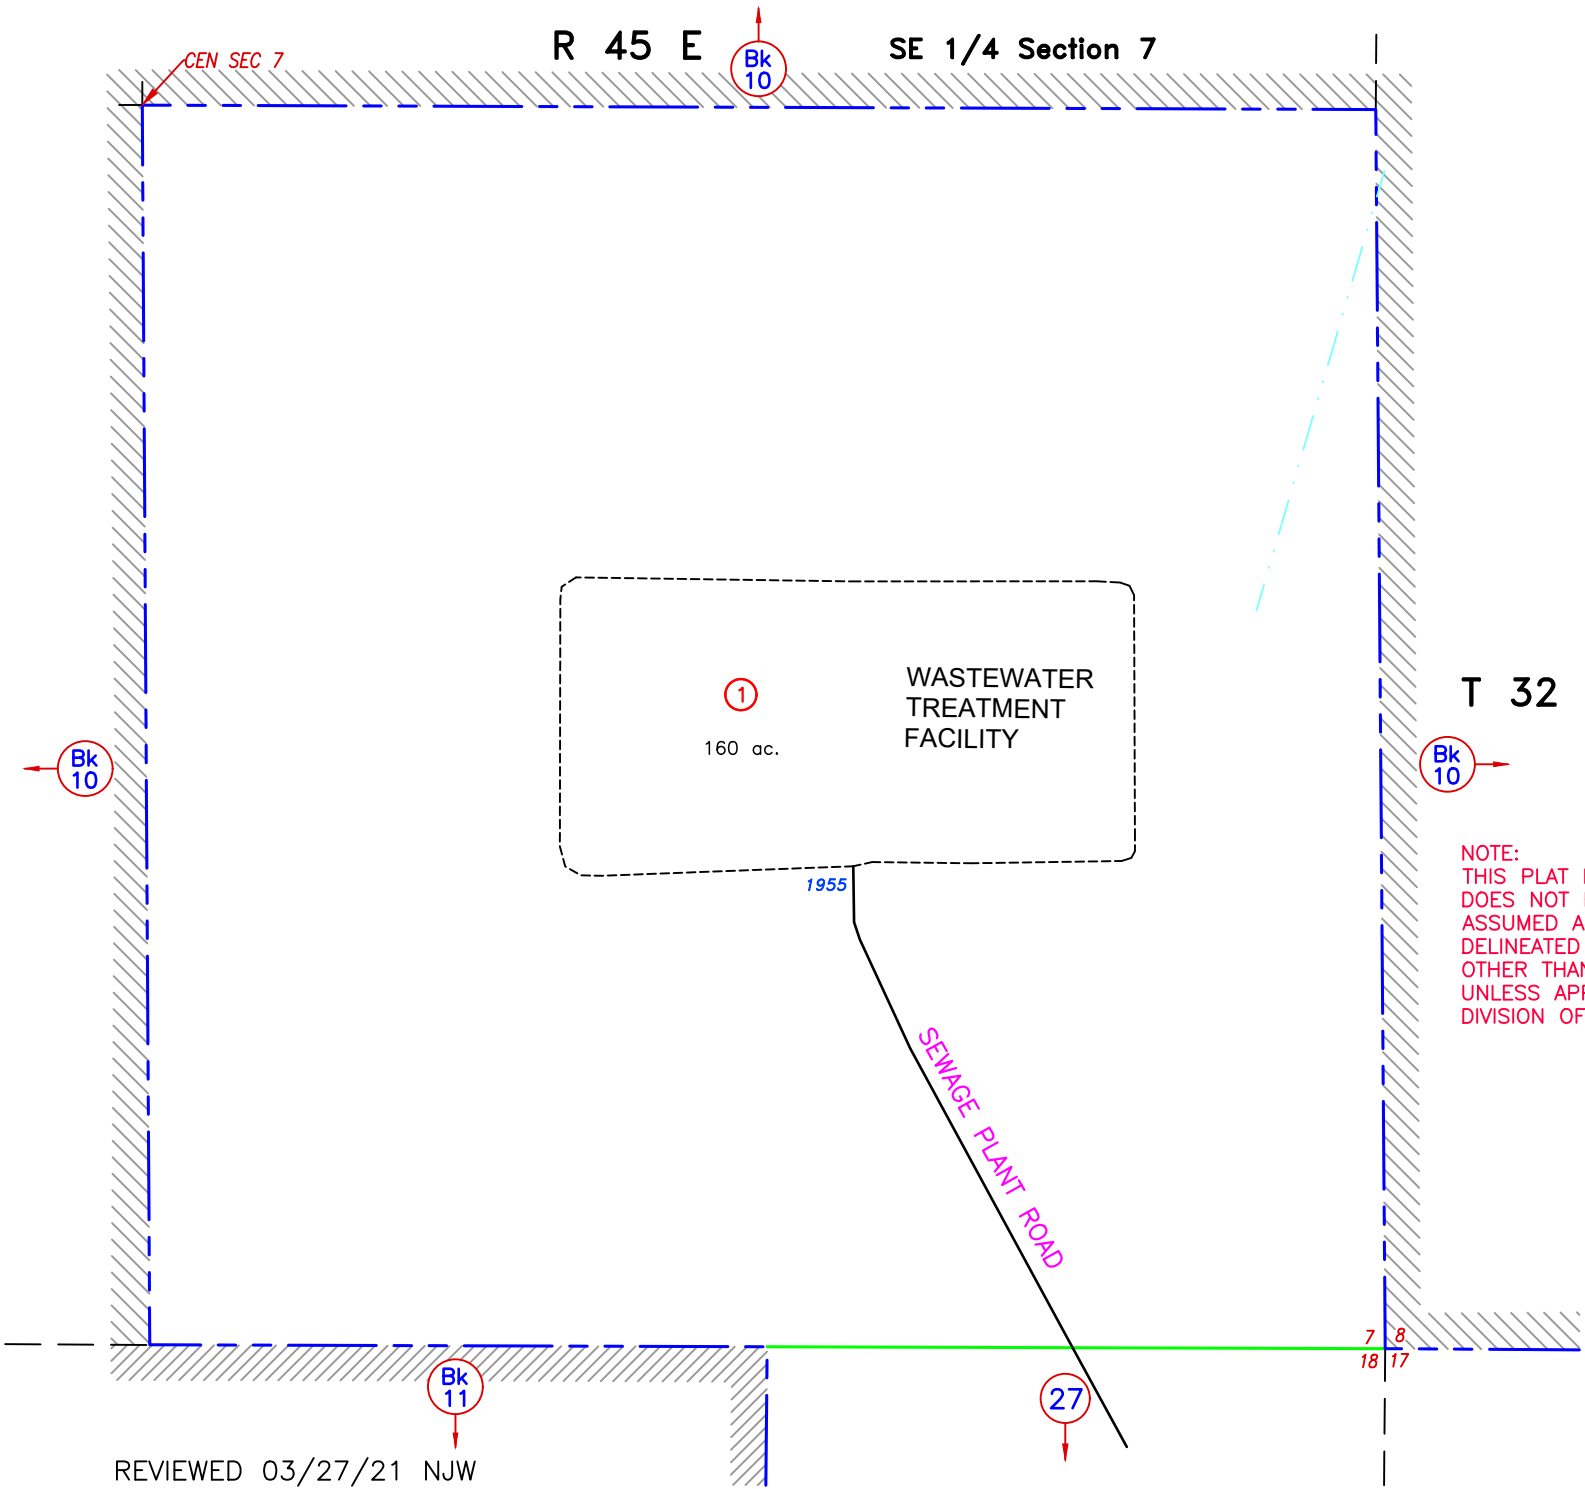 R 45 E
SE 1/4 Section 7
CEN SEC 7
Bk
10
WASTEWATER
TREATMENT
FACILITY
1
160 ac.
T 32
Bk
10
Bk
10
NOTE:
THIS PLAT
DOES NOT
ASSUMED
DELINEATED
OTHER
UNLESS
DIVISION OF
1955
SEWAGE PLANT ROAD
7 8
18 17
Bk
11
27
REVIEWED 03/27/21 NJW